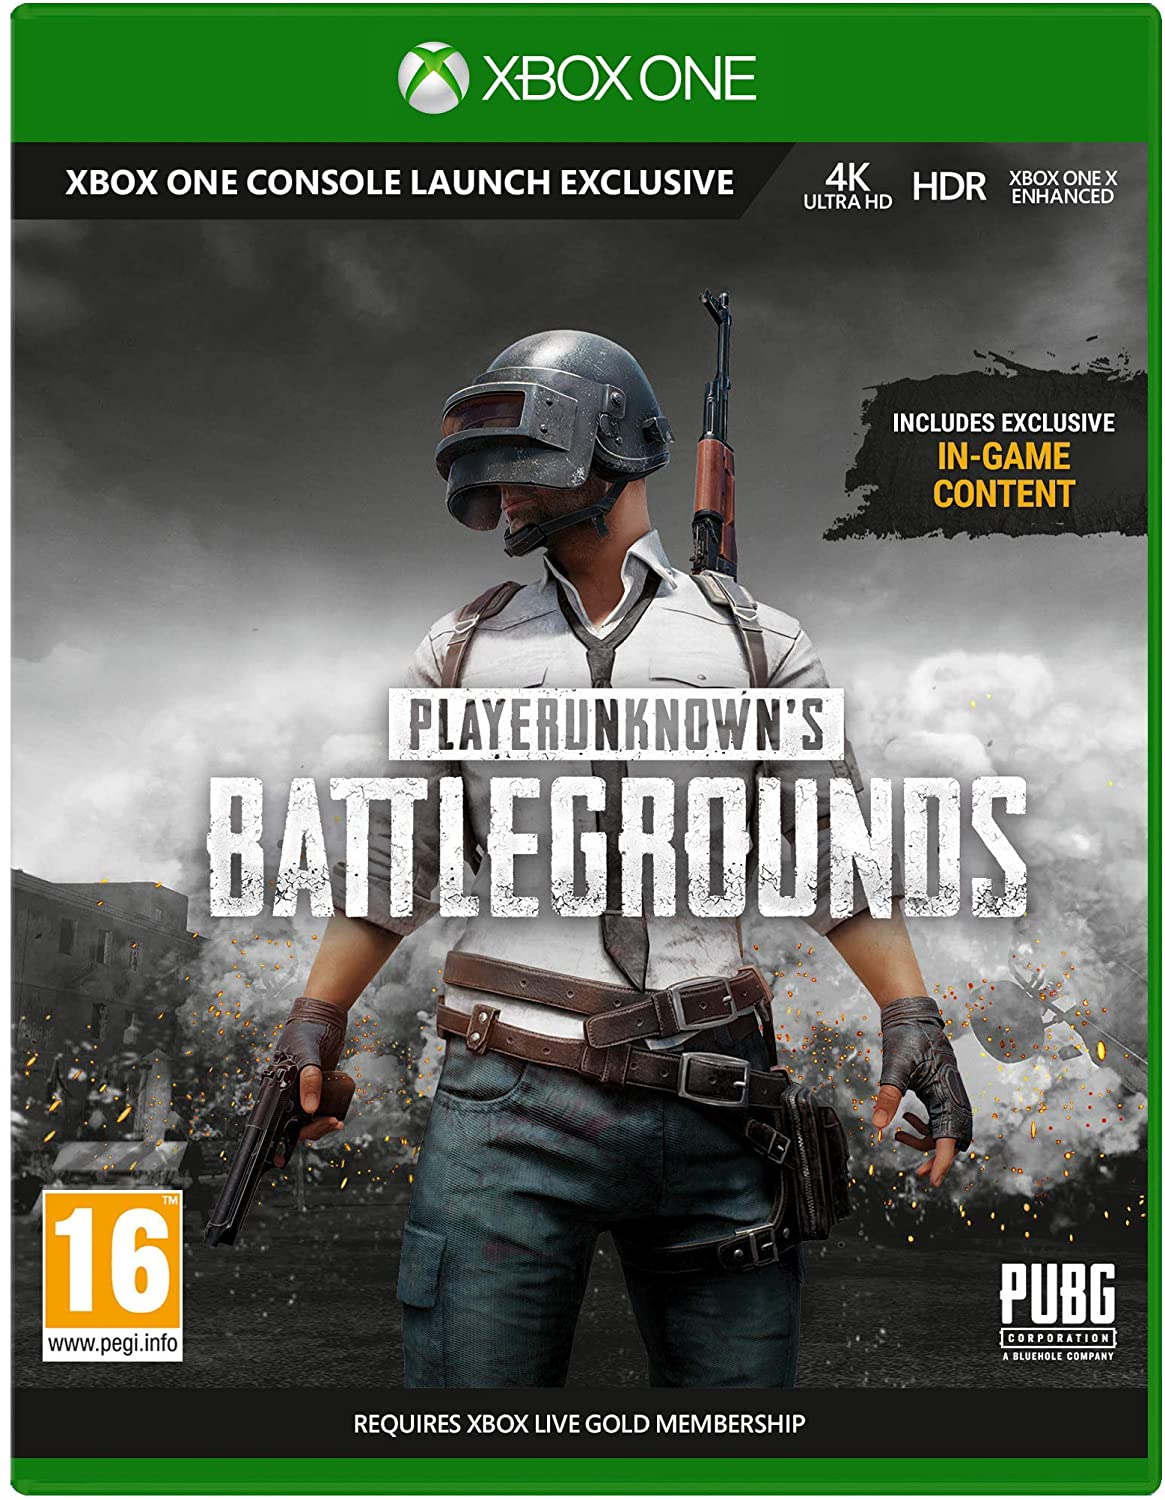 XBOX ONE
XBOX ONE CONSOLE LAUNCH EXCLUSIVE
4K
ULTRA HD
HDR
XBOX ONE X
ENHANCED
INCLUDES EXCLUSIVE
IN-GAME
CONTENT
PLAYERUNKNOWN'S
BATTLEGROUNDS
16™
www.pegi.info
PUBG
CORPORATION
A BLUEHOLE COMPANY
REQUIRES XBOX LIVE GOLD MEMBERSHIP